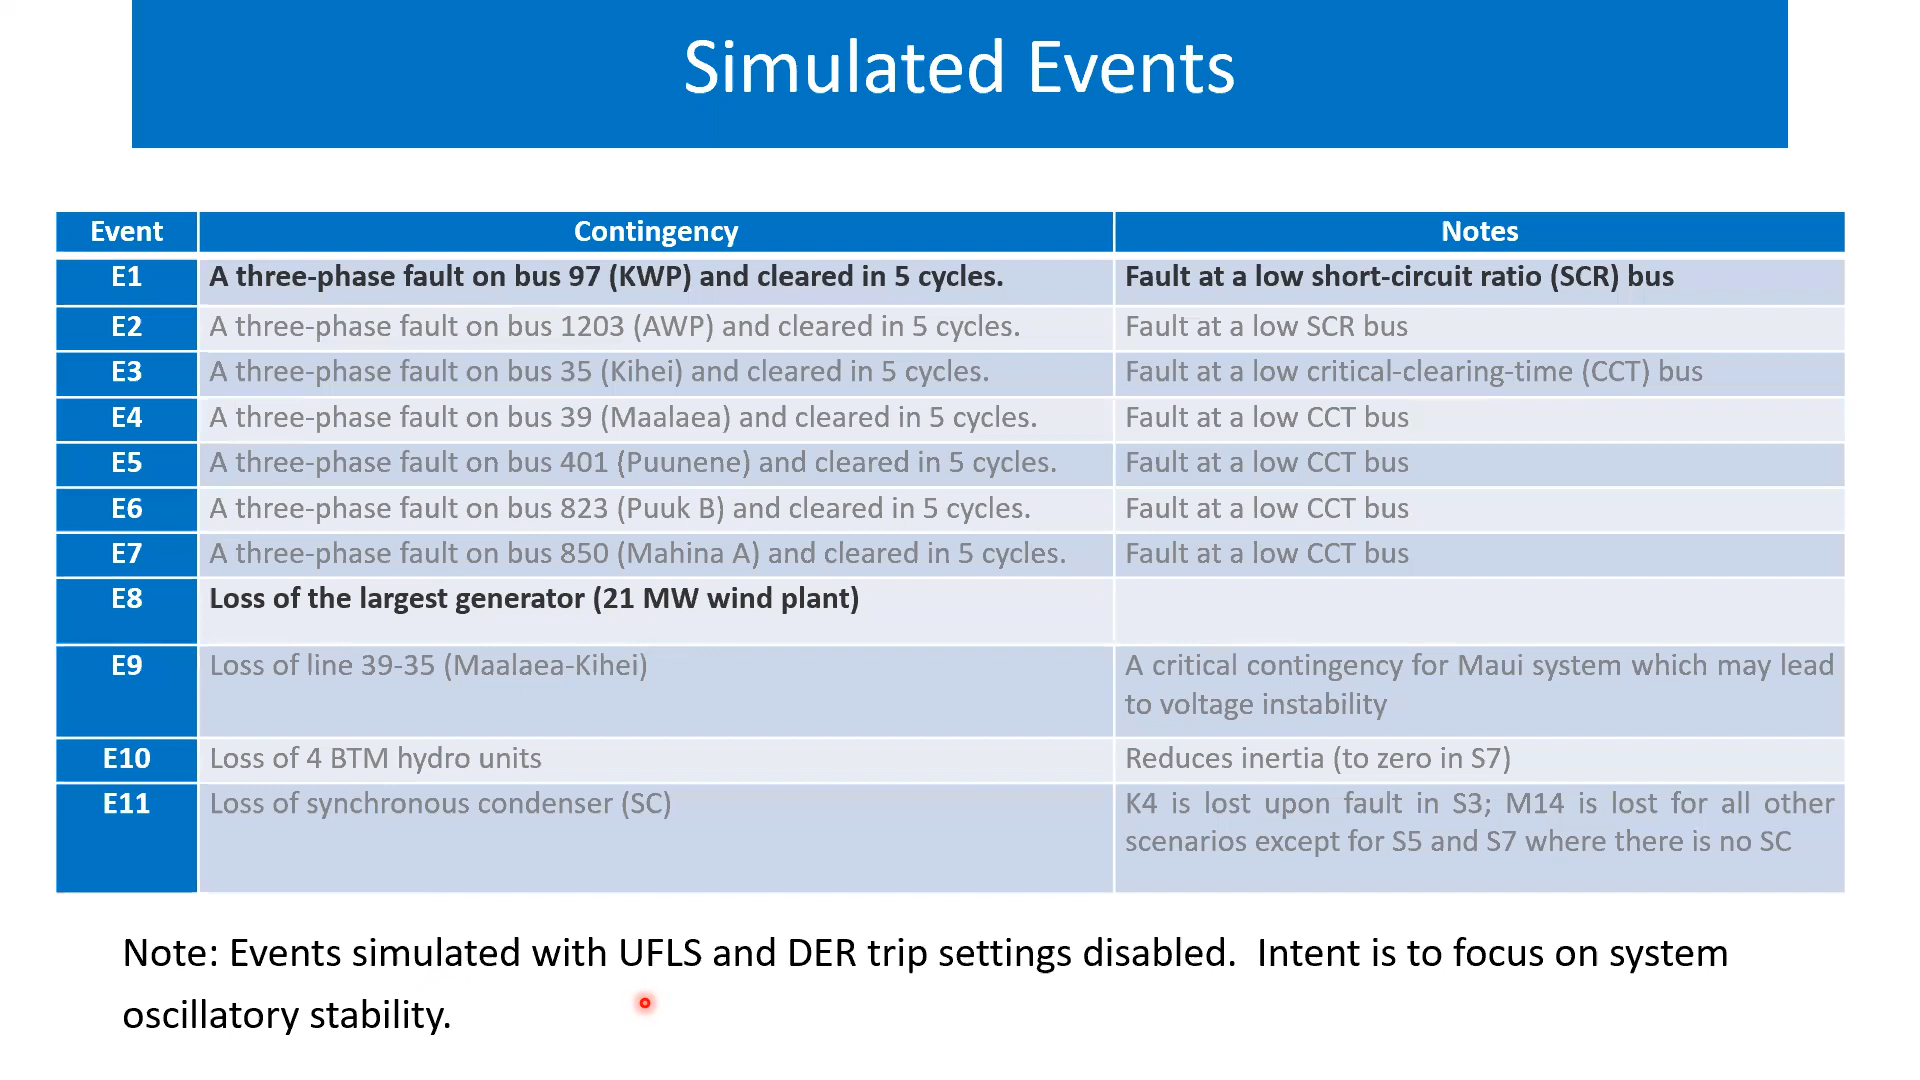 Simulated Events
Event Contingency Notes
E1 A three-phase fault on bus 97 (KWP) and cleared in 5 cycles. Fault at a low short-circuit ratio (SCR) bus
E2 A three-phase fault on bus 1203 (AWP) and cleared in 5 cycles. Fault at a low SCR bus
E3 A three-phase fault on bus 35 (Kihei) and cleared in 5 cycles. Fault at a low critical-clearing-time (CCT) bus
E4 A three-phase fault on bus 39 (Maalaea) and cleared in 5 cycles. Fault at a low CCT bus
E5 A three-phase fault on bus 401 (Puunene) and cleared in 5 cycles. Fault at a low CCT bus
E6 A three-phase fault on bus 823 (Puuk B) and cleared in 5 cycles. Fault at a low CCT bus
E7 A three-phase fault on bus 850 (Mahina A) and cleared in 5 cycles. Fault at a low CCT bus
E8 Loss of the largest generator (21 MW wind plant)
E9 Loss of line 39-35 (Maalaea-Kihei) A critical contingency for Maui system which may lead
to voltage instability
E10 Loss of 4 BTM hydro units Reduces inertia (to zero in S7)
E11 Loss of synchronous condenser (SC) K4 is lost upon fault in S3; M14 is lost for all other
scenarios except for S5 and S7 where there is no SC
Note: Events simulated with UFLS and DER trip settings disabled. Intent is to focus on system
oscillatory stability.